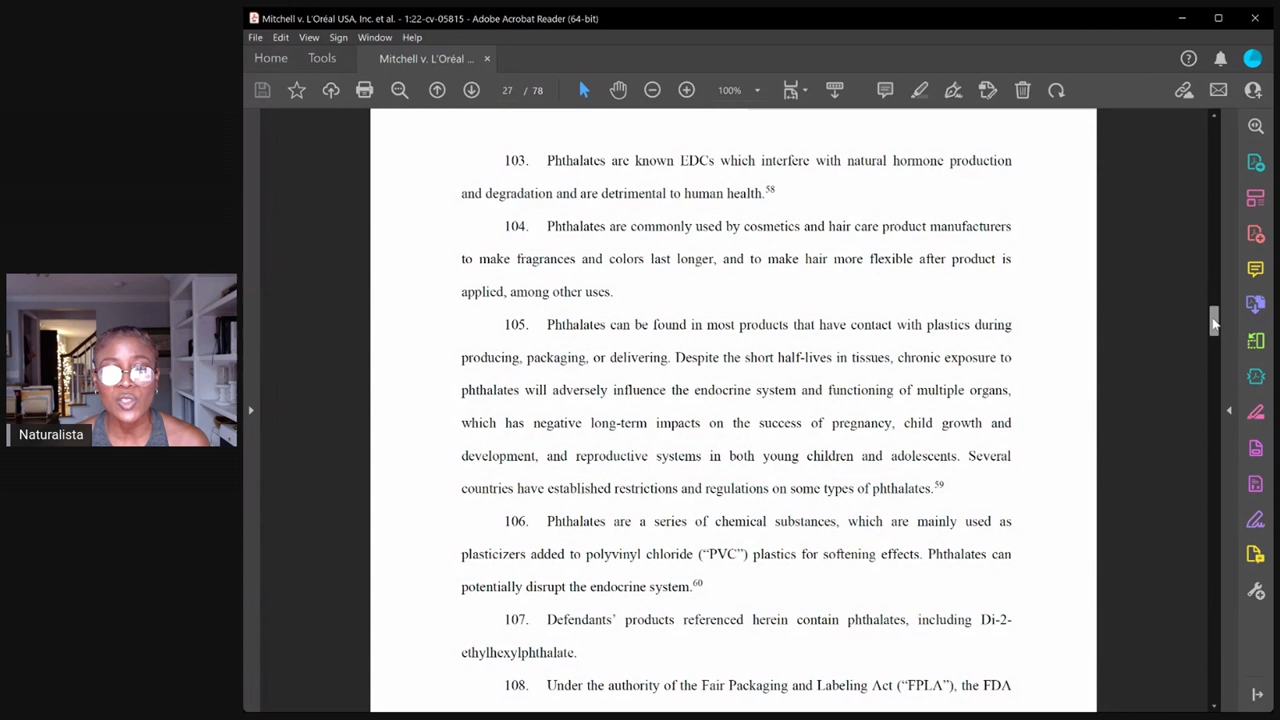 Mitchell v. L'Oréal USA, Inc. et al. - 1:22-cv-05815 - Adobe Acrobat Reader (64-bit)
File Edit View Sign Window Help
Home Tools Mitchell v. L'Oréal ... ×
27 / 78 100%
103. Phthalates are known EDCs which interfere with natural hormone production
and degradation and are detrimental to human health.58
104. Phthalates are commonly used by cosmetics and hair care product manufacturers
to make fragrances and colors last longer, and to make hair more flexible after product is
applied, among other uses.
105. Phthalates can be found in most products that have contact with plastics during
producing, packaging, or delivering. Despite the short half-lives in tissues, chronic exposure to
phthalates will adversely influence the endocrine system and functioning of multiple organs,
which has negative long-term impacts on the success of pregnancy, child growth and
development, and reproductive systems in both young children and adolescents. Several
countries have established restrictions and regulations on some types of phthalates.59
106. Phthalates are a series of chemical substances, which are mainly used as
plasticizers added to polyvinyl chloride (“PVC”) plastics for softening effects. Phthalates can
potentially disrupt the endocrine system.60
107. Defendants’ products referenced herein contain phthalates, including Di-2-
ethylhexylphthalate.
108. Under the authority of the Fair Packaging and Labeling Act (“FPLA”), the FDA
Naturalista